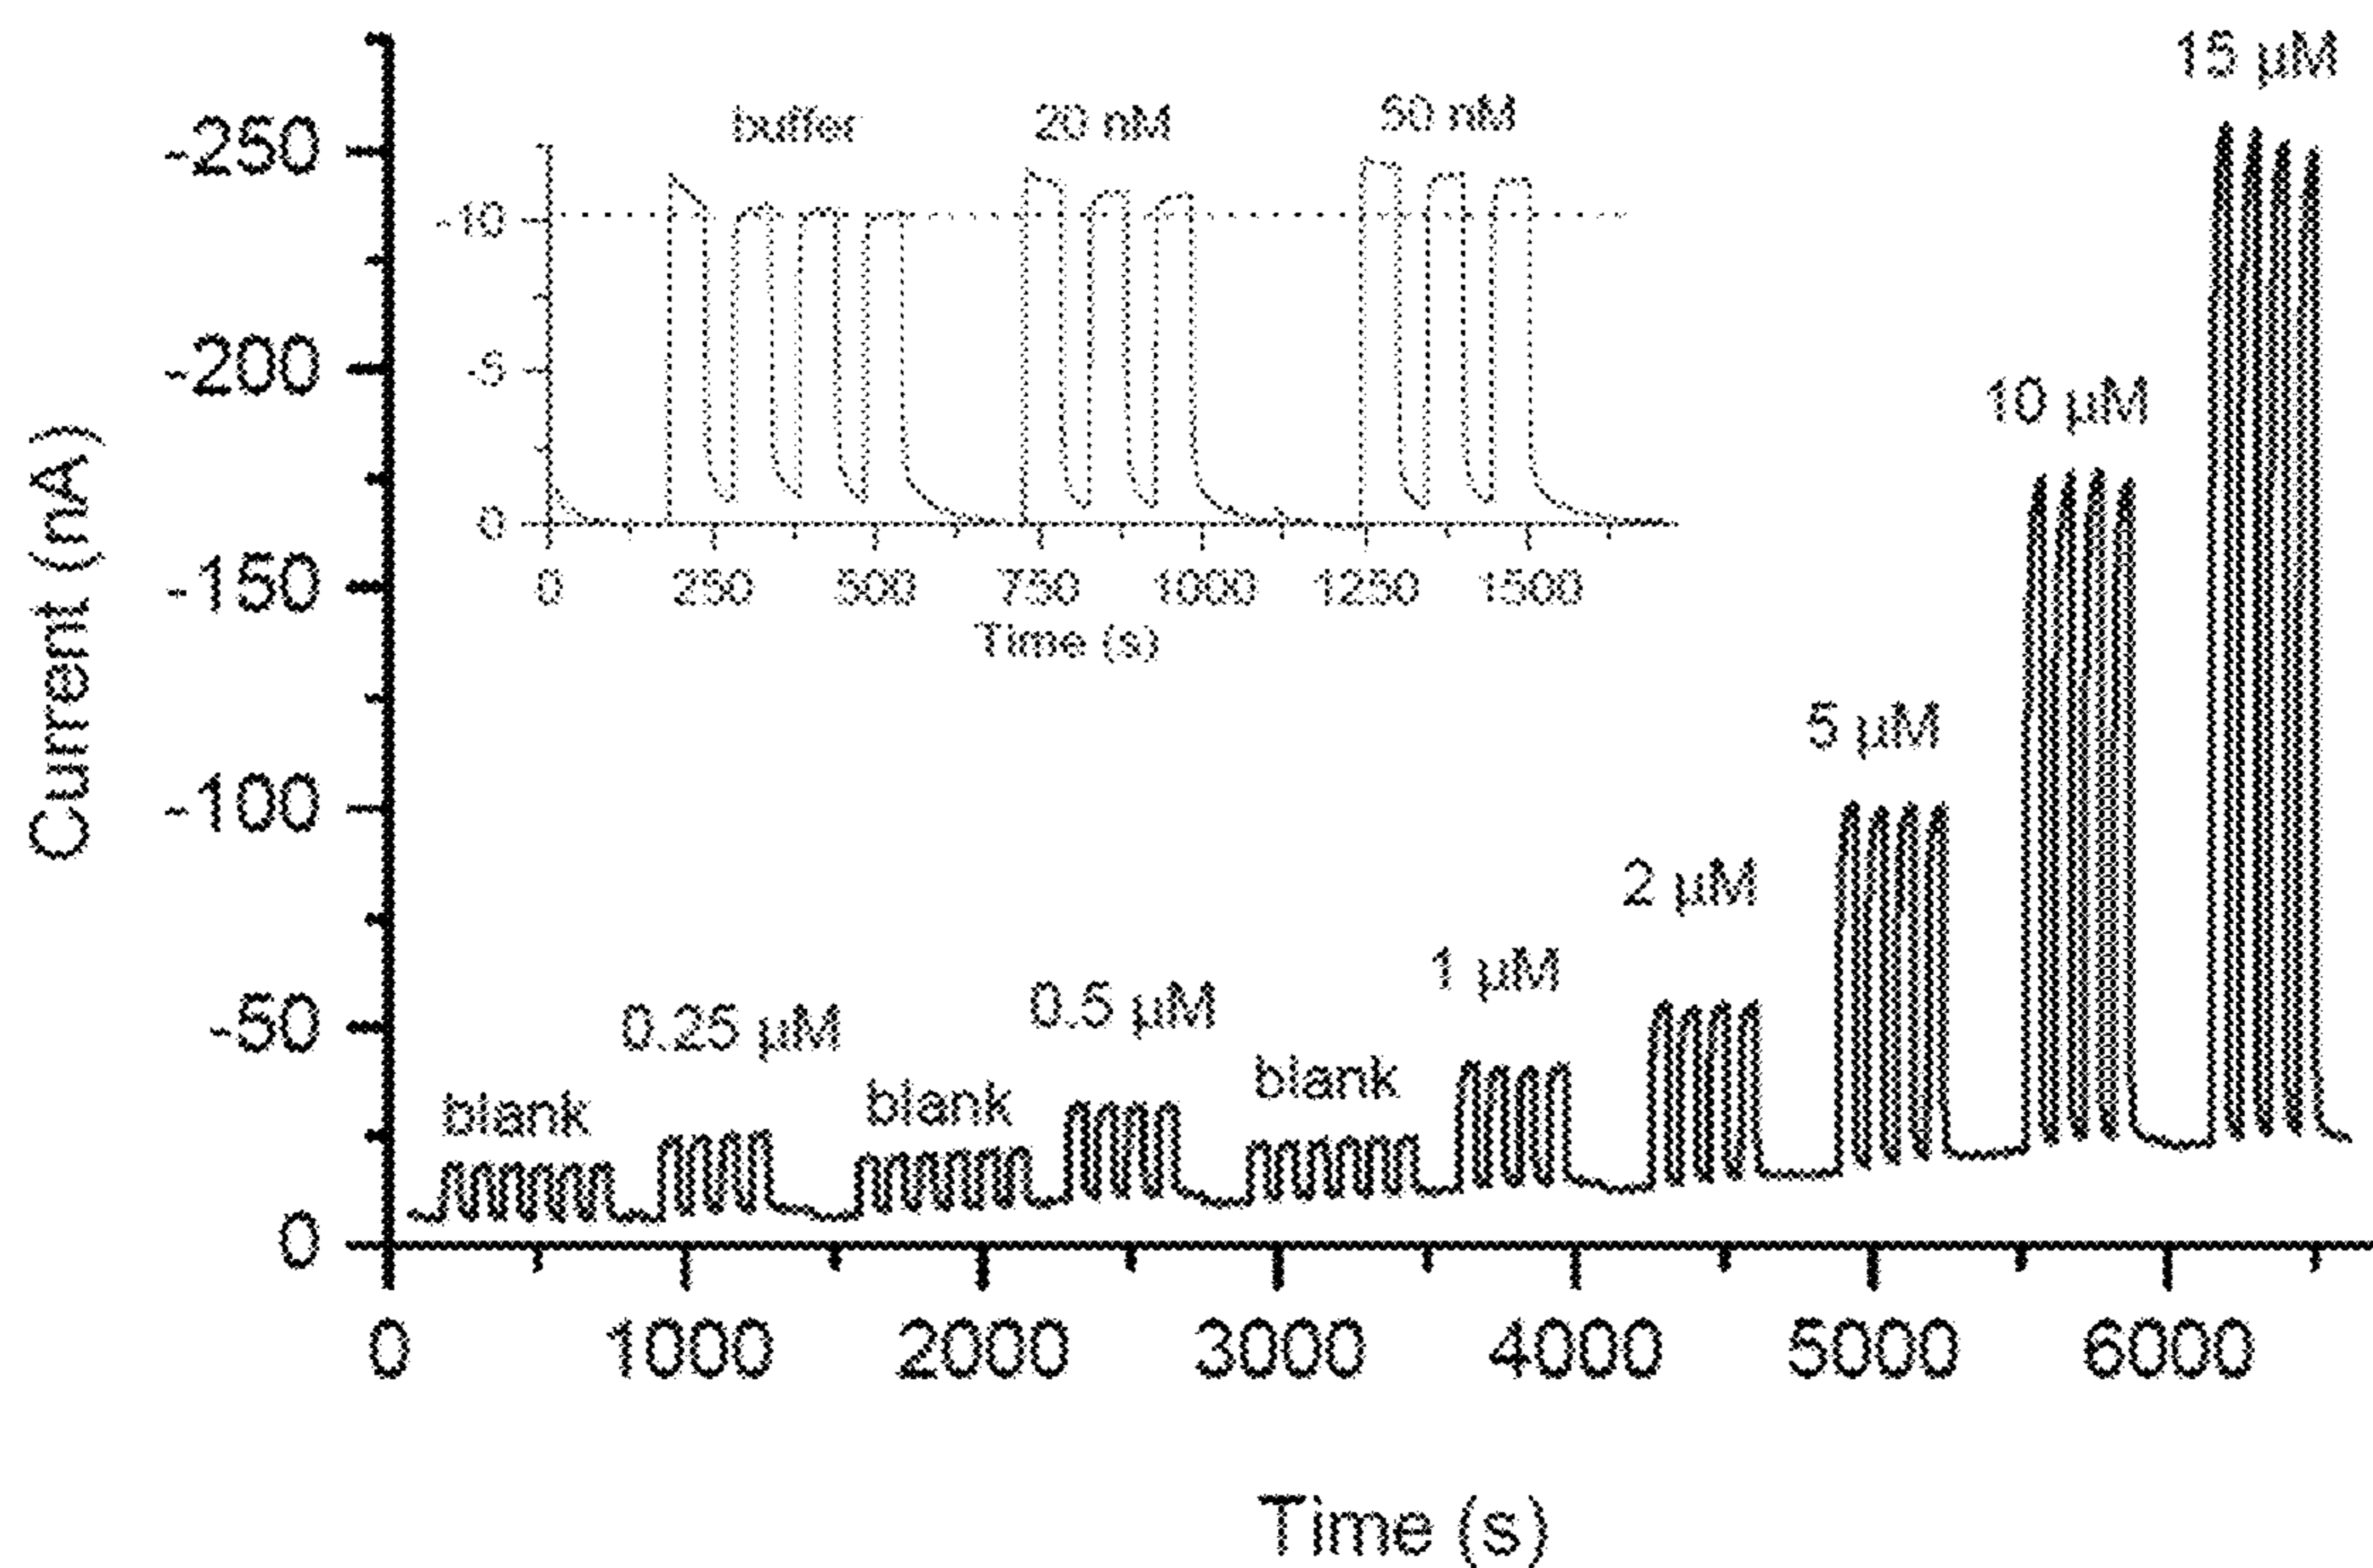 15 µM
buffer
20 nM
50 nM
-250
-10
-200
-5
10 µM
0
-150
0
250
500
750
1000
1250
1500
Time (s)
Current (nA)
5 µM
-100
2 µM
1 µM
0.5 µM
-50
0.25 µM
blank
blank
blank
0
0
1000
2000
3000
4000
5000
6000
Time (s)